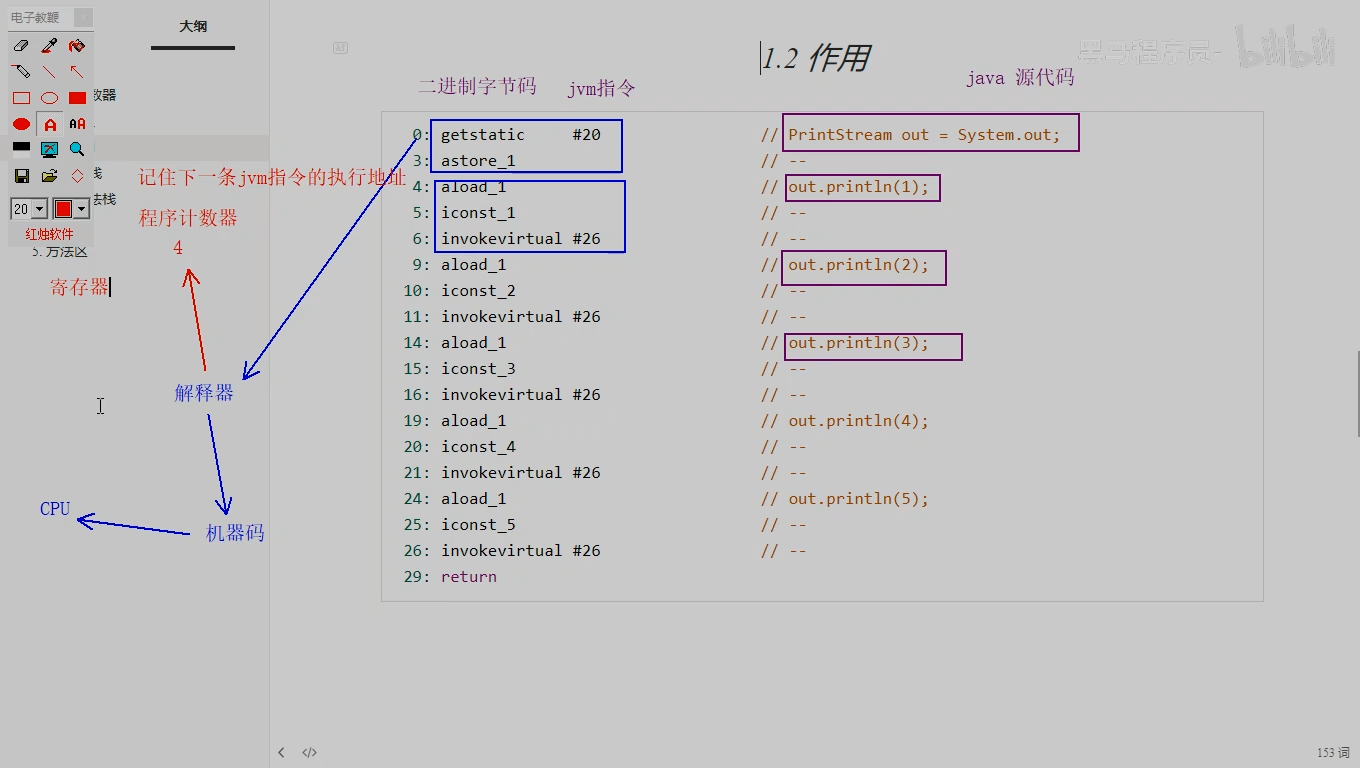 电子教鞭
大纲
1.2 作用
黑马程序员- bilibili
二进制字节码 jvm指令
java 源代码
数器
0: getstatic #20 // PrintStream out = System.out;
3: astore_1 // --
4: aload_1 // out.println(1);
5: iconst_1 // --
6: invokevirtual #26 // --
9: aload_1 // out.println(2);
10: iconst_2 // --
11: invokevirtual #26 // --
14: aload_1 // out.println(3);
15: iconst_3 // --
16: invokevirtual #26 // --
19: aload_1 // out.println(4);
20: iconst_4 // --
21: invokevirtual #26 // --
24: aload_1 // out.println(5);
25: iconst_5 // --
26: invokevirtual #26 // --
29: return
栈
记住下一条jvm指令的执行地址
法栈
20
程序计数器
红烛软件
4
5. 方法区
寄存器
解释器
CPU
机器码
153 词